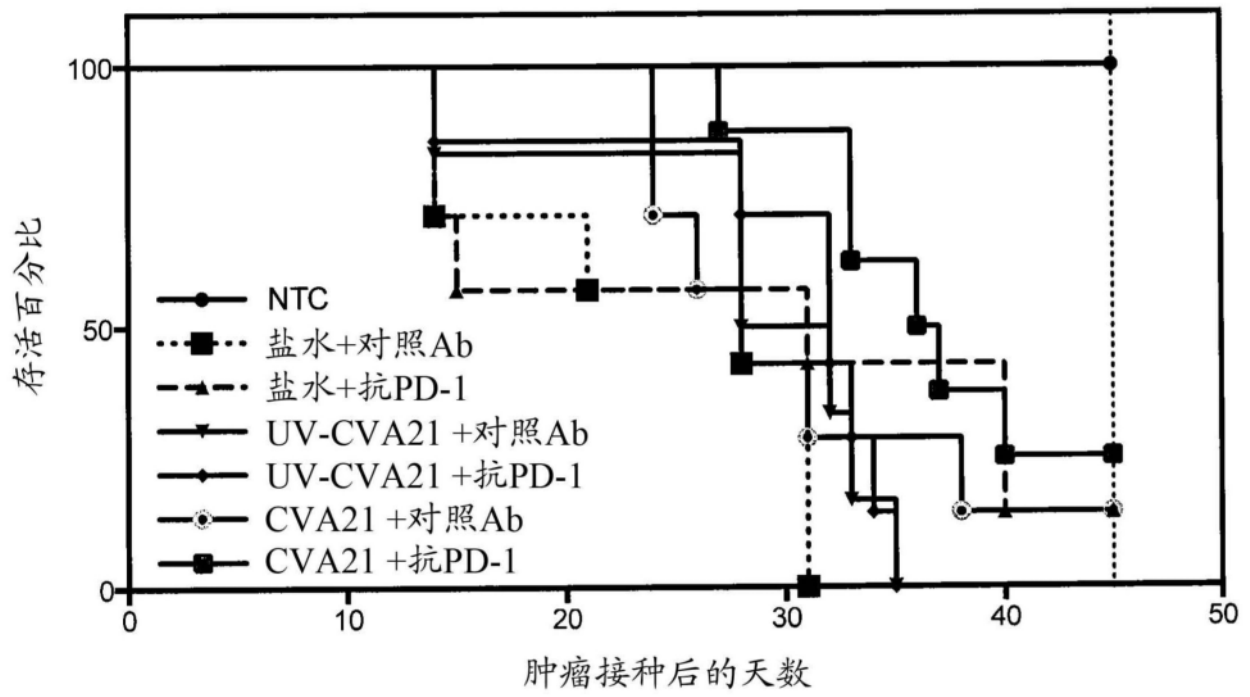 存活百分比
100
50
0
NTC
盐水+对照Ab
盐水+抗PD-1
UV-CVA21 +对照Ab
UV-CVA21 +抗PD-1
CVA21 +对照Ab
CVA21 +抗PD-1
0 10 20 30 40 50
肿瘤接种后的天数